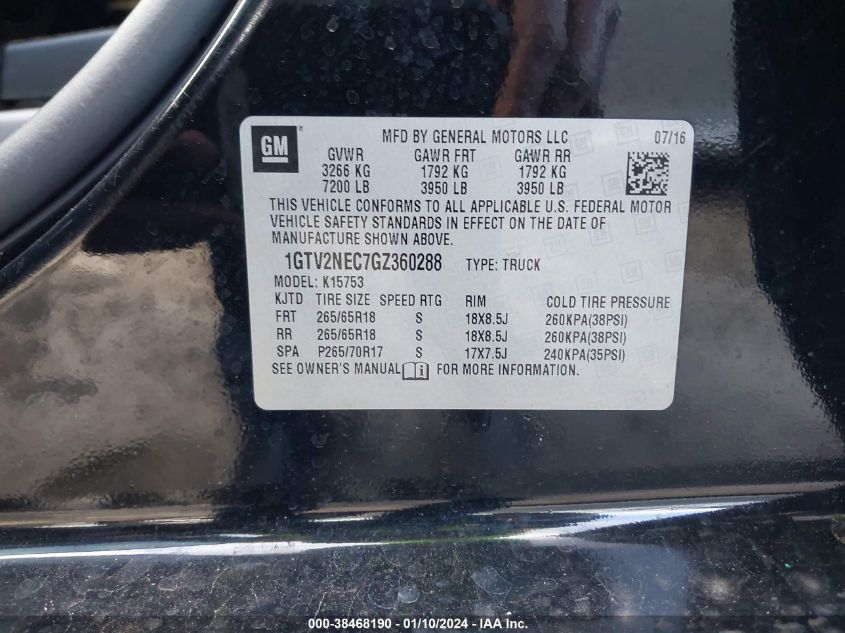 GM ®
MFD BY GENERAL MOTORS LLC 07/16
GVWR GAWR FRT GAWR RR
3266 KG 1792 KG 1792 KG
7200 LB 3950 LB 3950 LB
THIS VEHICLE CONFORMS TO ALL APPLICABLE U.S. FEDERAL MOTOR
VEHICLE SAFETY STANDARDS IN EFFECT ON THE DATE OF
MANUFACTURE SHOWN ABOVE.
1GTV2NEC7GZ360288 TYPE: TRUCK
MODEL: K15753
KJTD TIRE SIZE SPEED RTG RIM COLD TIRE PRESSURE
FRT 265/65R18 S 18X8.5J 260KPA(38PSI)
RR 265/65R18 S 18X8.5J 260KPA(38PSI)
SPA P265/70R17 S 17X7.5J 240KPA(35PSI)
SEE OWNER'S MANUAL i FOR MORE INFORMATION.
000-38468190 - 01/10/2024 - IAA Inc.